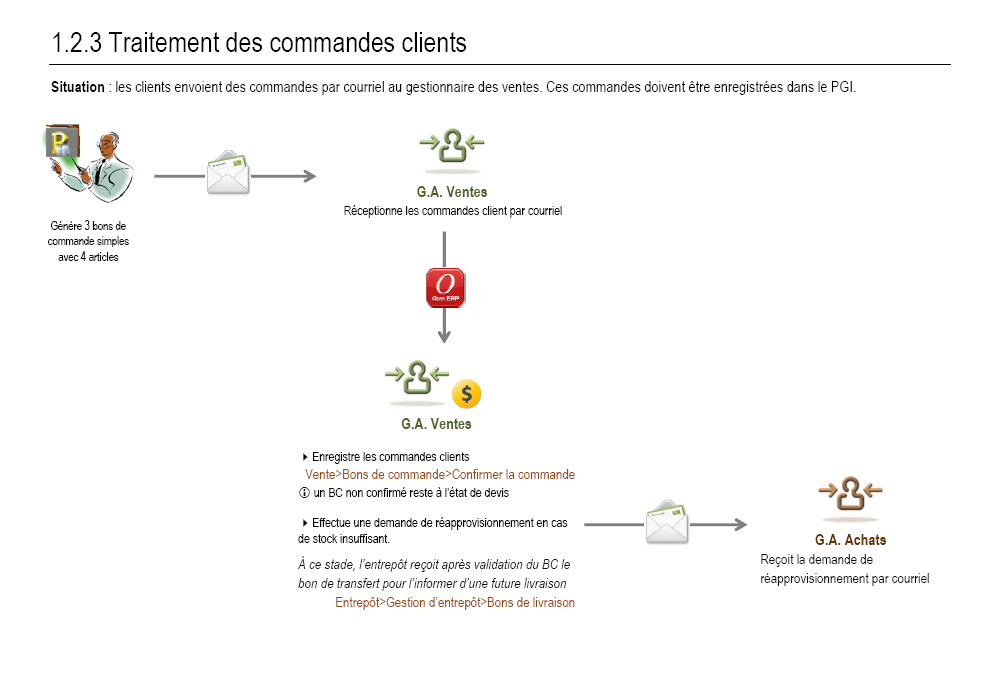 1.2.3 Traitement des commandes clients
Situation : les clients envoient des commandes par courriel au gestionnaire des ventes. Ces commandes doivent être enregistrées dans le PGI.
Génère 3 bons de
commande simples
avec 4 articles
G.A. Ventes
Réceptionne les commandes client par courriel
O
Open ERP
$
G.A. Ventes
Enregistre les commandes clients
Vente>Bons de commande>Confirmer la commande
un BC non confirmé reste à l'état de devis
Effectue une demande de réapprovisionnement en cas
de stock insuffisant.
À ce stade, l'entrepôt reçoit après validation du BC le
bon de transfert pour l'informer d'une future livraison
Entrepôt>Gestion d'entrepôt>Bons de livraison
G.A. Achats
Reçoit la demande de
réapprovisionnement par courriel